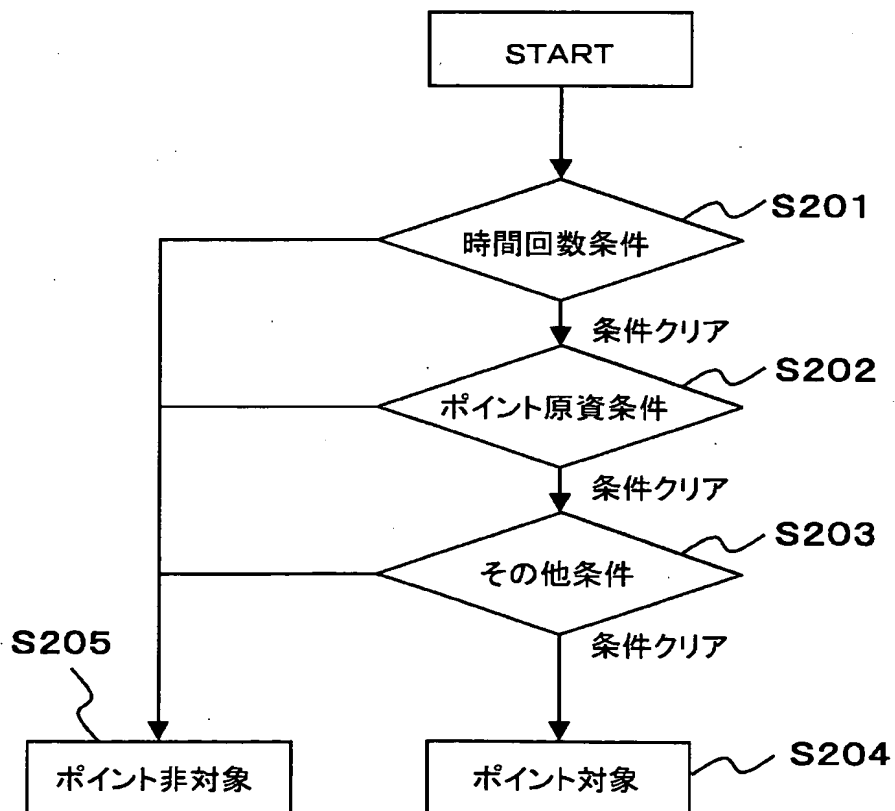 START
S201
時間回数条件
条件クリア
S202
ポイント原資条件
条件クリア
S203
その他条件
条件クリア
S205
ポイント非対象
S204
ポイント対象